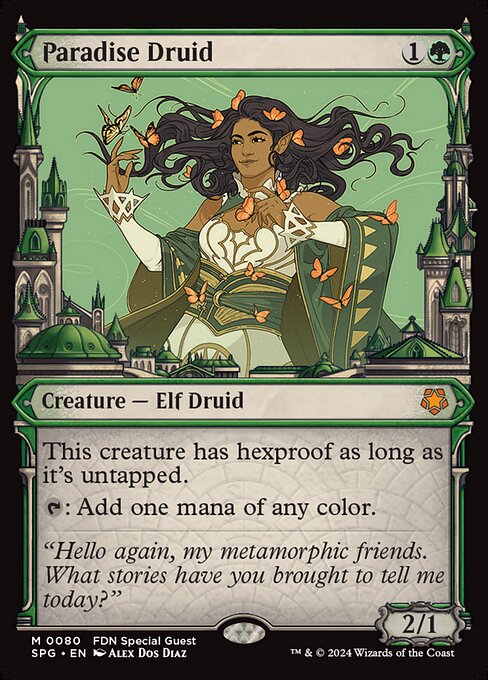 Paradise Druid 1
Creature — Elf Druid
This creature has hexproof as long as
it's untapped.
: Add one mana of any color.
“Hello again, my metamorphic friends.
What stories have you brought to tell me
today?”
2/1
M 0080 FDN Special Guest
SPG • EN Alex Dos Diaz
™ & © 2024 Wizards of the Coast